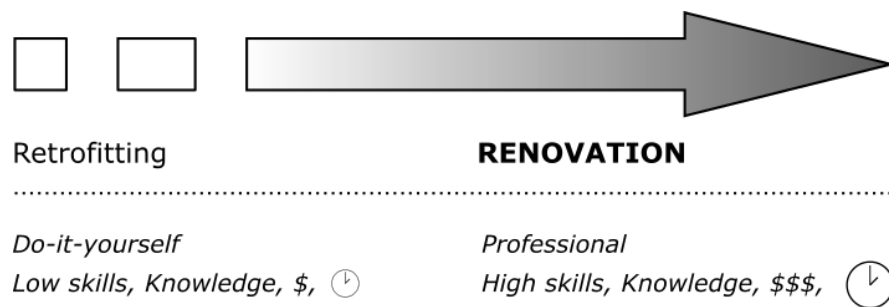 Retrofitting RENOVATION
Do-it-yourself Professional
Low skills, Knowledge, $, High skills, Knowledge, $$$,